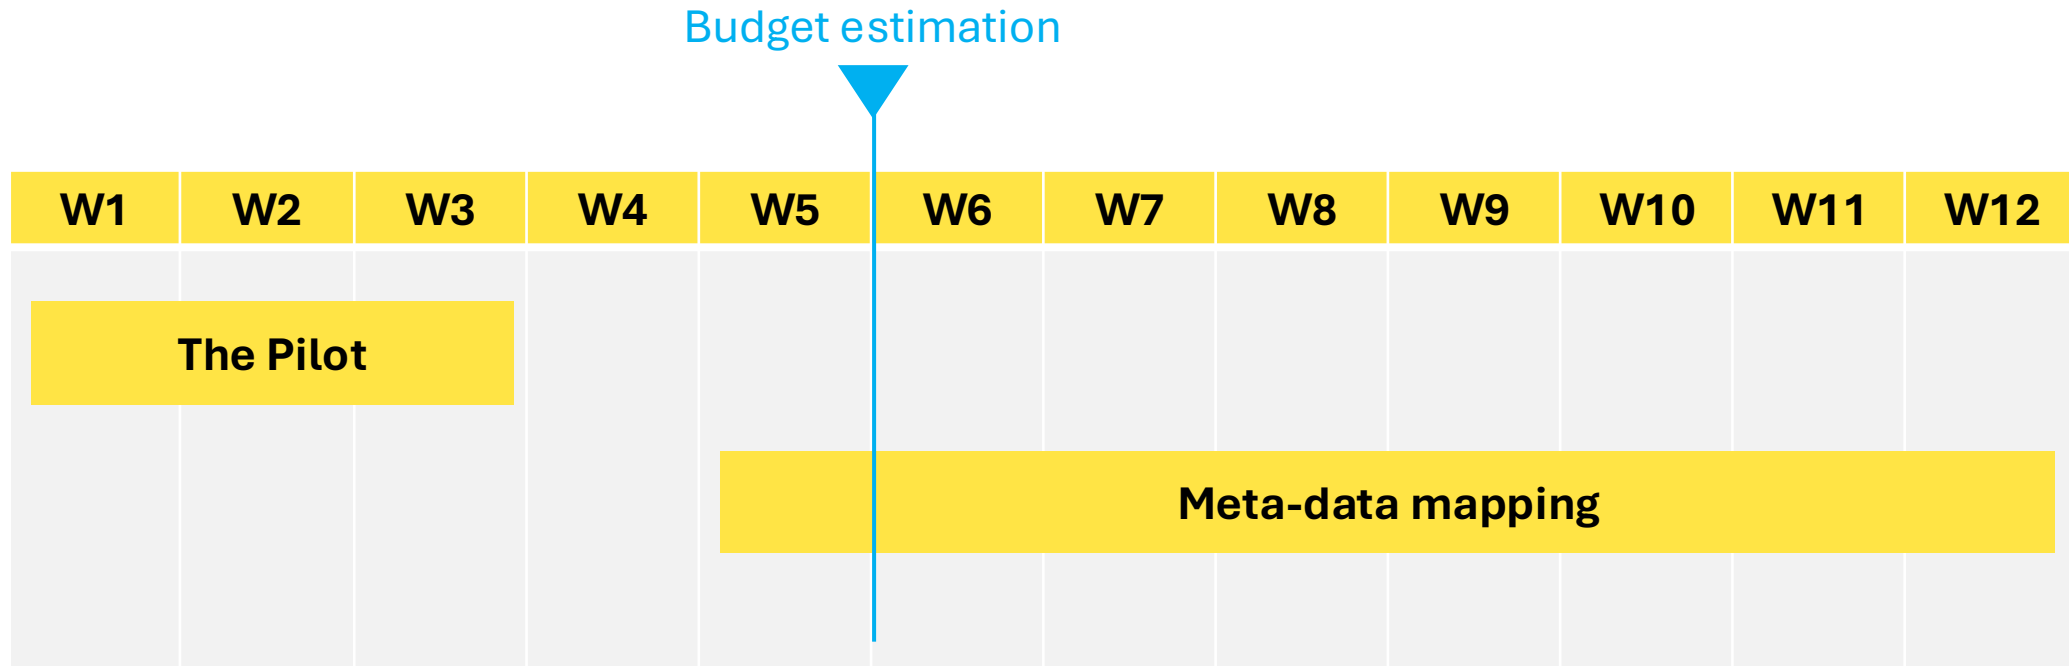 Budget estimation
W1 W2 W3 W4 W5 W6 W7 W8 W9 W10 W11 W12
The Pilot
Meta-data mapping